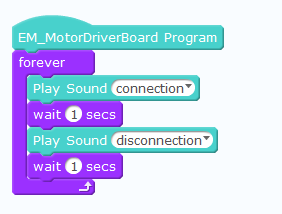 EM_MotorDriverBoard Program
forever
Play Sound connection
wait 1 secs
Play Sound disconnection
wait 1 secs